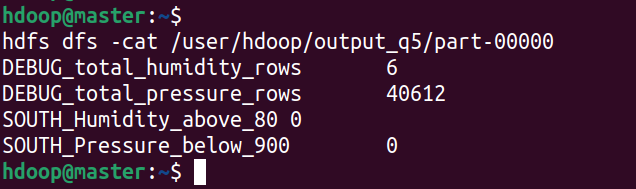 hdoop@master:~$
hdfs dfs -cat /user/hdoop/output_q5/part-00000
DEBUG_total_humidity_rows 6
DEBUG_total_pressure_rows 40612
SOUTH_Humidity_above_80 0
SOUTH_Pressure_below_900 0
hdoop@master:~$